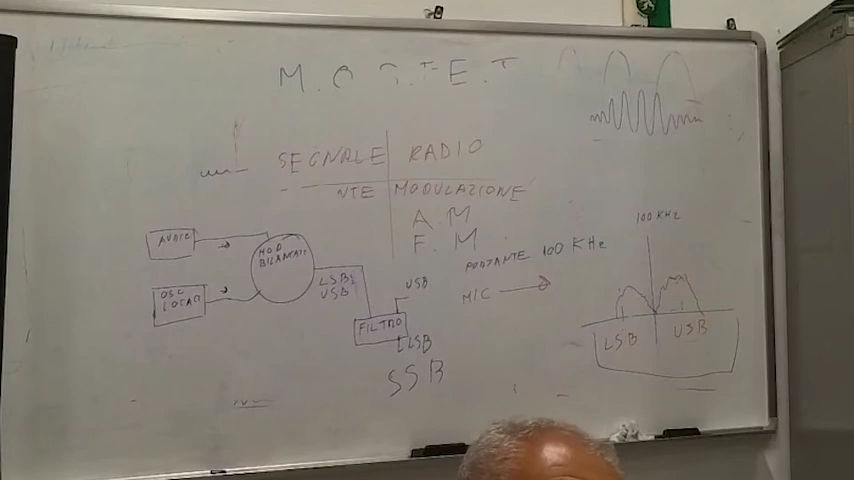 M.O.S.F.E.T
SEGNALE RADIO
NTE MODULAZIONE
A.M
F.M
AUDIO
MOD
BILANCIATO
OSC
LOCALE
LSB
USB
USB
FILTRO
LSB
SSB
PORTANTE 100 KHz
MIC
100 KHz
LSB USB